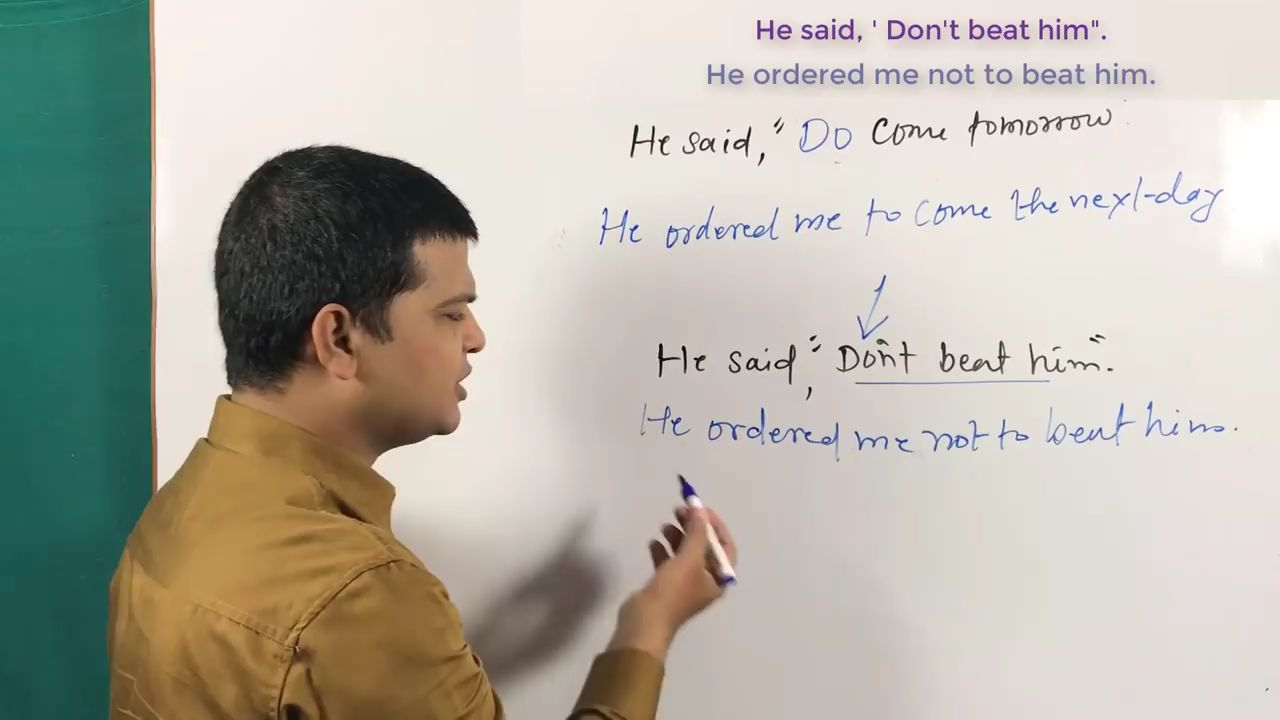 He said, ' Don't beat him".
He ordered me not to beat him.
He said, " Do come tomorrow
He ordered me to come the next-day
He said, " Don't beat him".
He ordered me not to beat him.